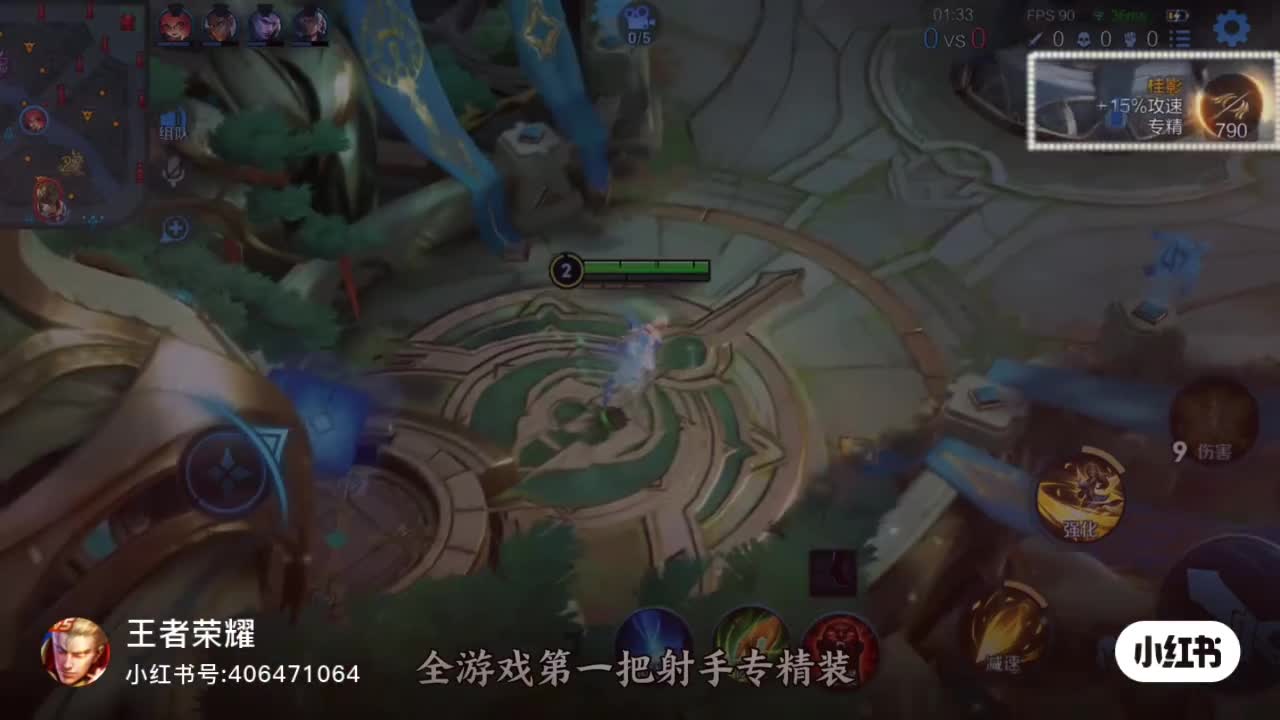 01:33
FPS 90
36ms
0 VS 0
0
0
0
0/5
组队
桂影
+15%攻速
专精
790
2
9
伤害
强化
减速
王者荣耀
小红书号:406471064
全游戏第一把射手专精装
小红书